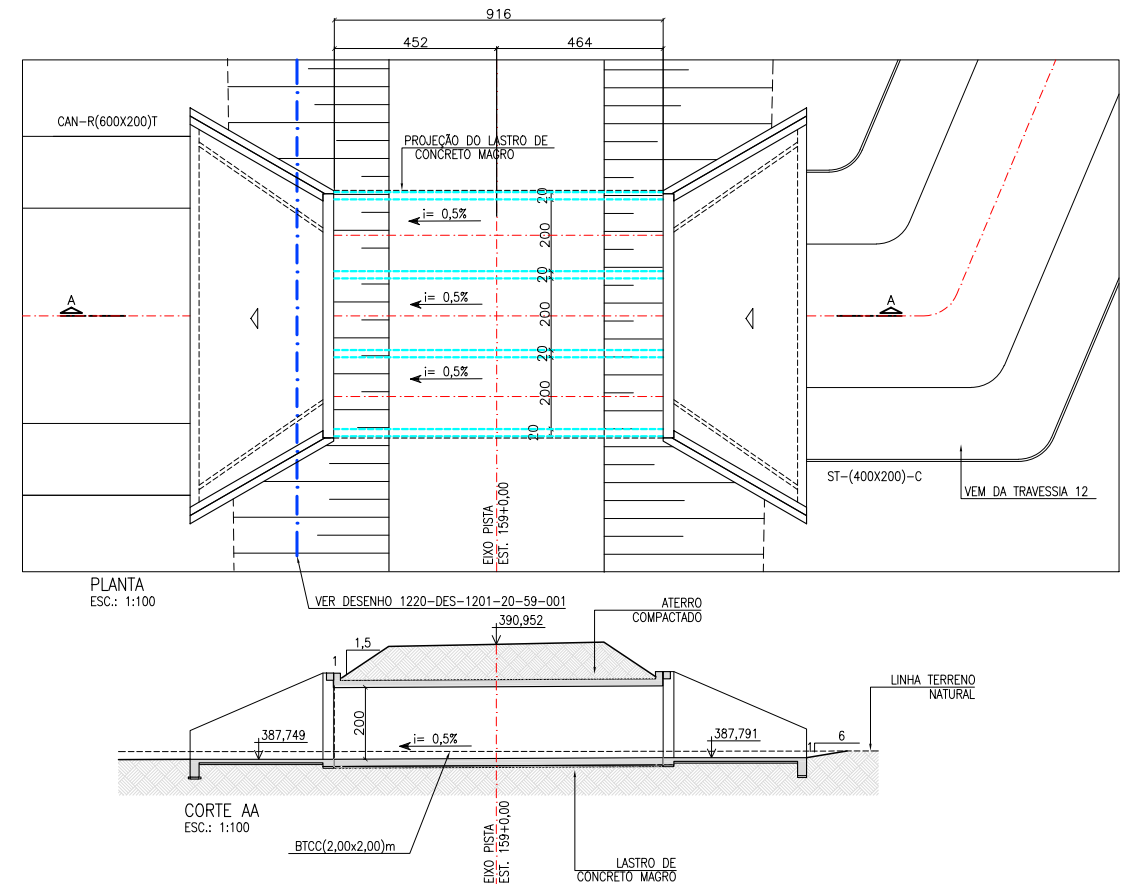 916
452
464
CAN-R(600X200)T
PROJEÇÃO DO LASTRO DE
CONCRETO MAGRO
20
i= 0,5%
200
20
A
i= 0,5%
200
A
20
i= 0,5%
200
20
ST-(400X200)-C
VEM DA TRAVESSIA 12
EIXO PISTA
EST. 159+0,00
PLANTA
ESC.: 1:100
VER DESENHO 1220-DES-1201-20-59-001
ATERRO
COMPACTADO
390,952
1,5
1
LINHA TERRENO
NATURAL
200
387,749
i= 0,5%
387,791
1
6
CORTE AA
ESC.: 1:100
BTCC(2,00x2,00)m
EIXO PISTA
EST. 159+0,00
LASTRO DE
CONCRETO MAGRO